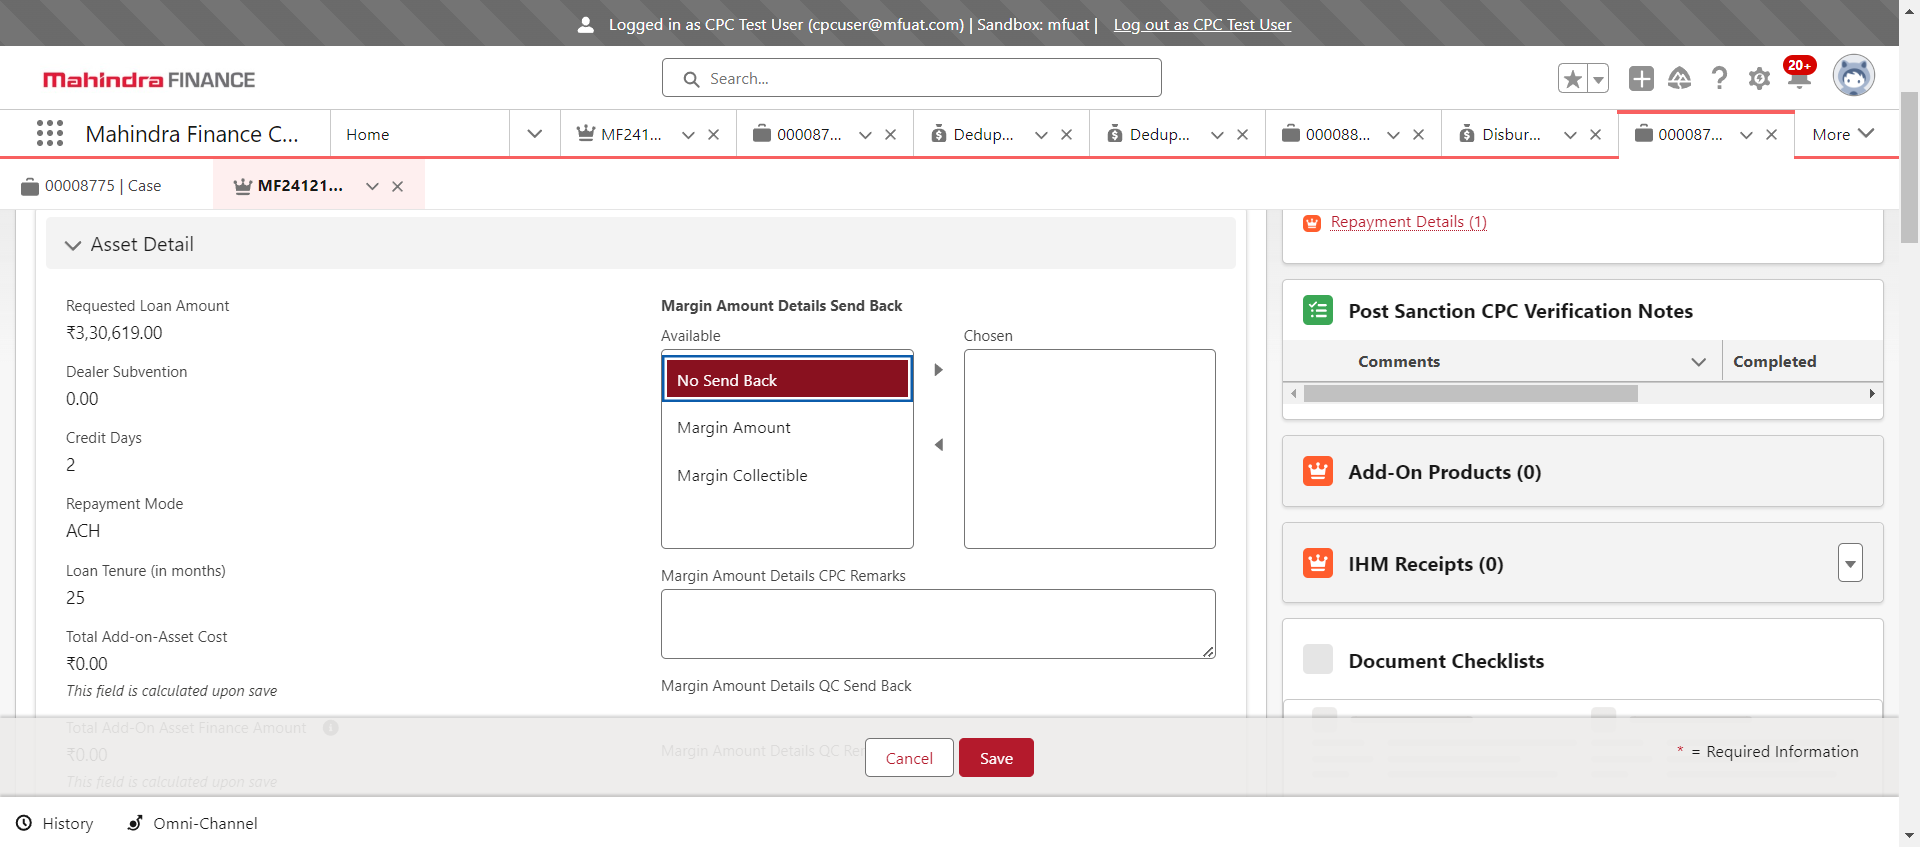 Logged in as CPC Test User (cpcuser@mfuat.com) | Sandbox: mfuat | Log out as CPC Test User
Mahindra FINANCE
Search...
20+
Mahindra Finance C...
Home
MF241...
000087...
Dedup...
Dedup...
000088...
Disbur...
000087...
More
00008775 | Case
MF24121...
Asset Detail
Requested Loan Amount
₹3,30,619.00
Dealer Subvention
0.00
Credit Days
2
Repayment Mode
ACH
Loan Tenure (in months)
25
Total Add-on-Asset Cost
₹0.00
This field is calculated upon save
Total Add-On Asset Finance Amount
₹0.00
This field is calculated upon save
Margin Amount Details Send Back
Available
Chosen
No Send Back
Margin Amount
Margin Collectible
Margin Amount Details CPC Remarks
Margin Amount Details QC Send Back
Margin Amount Details QC Re
Cancel
Save
* = Required Information
Repayment Details (1)
Post Sanction CPC Verification Notes
Comments
Completed
Add-On Products (0)
IHM Receipts (0)
Document Checklists
History
Omni-Channel